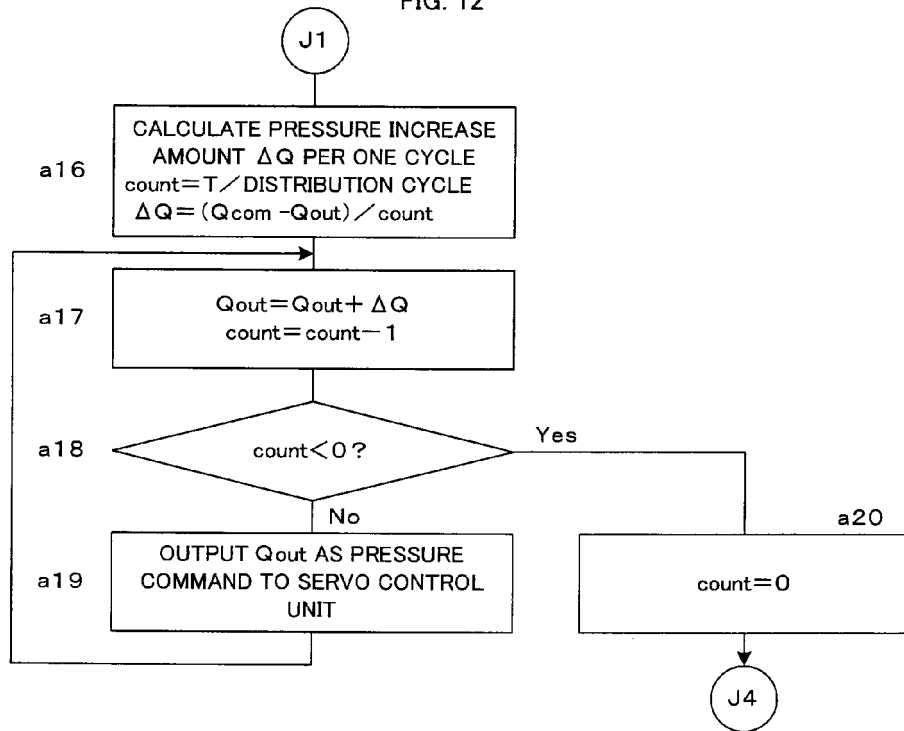 FIG. 12
J1
a16
CALCULATE PRESSURE INCREASE
AMOUNT ΔQ PER ONE CYCLE
count=T/DISTRIBUTION CYCLE
ΔQ=(Qcom-Qout)/count
a17
Qout=Qout+ΔQ
count=count-1
a18
count<0?
Yes
No
a19
OUTPUT Qout AS PRESSURE
COMMAND TO SERVO CONTROL
UNIT
a20
count=0
J4